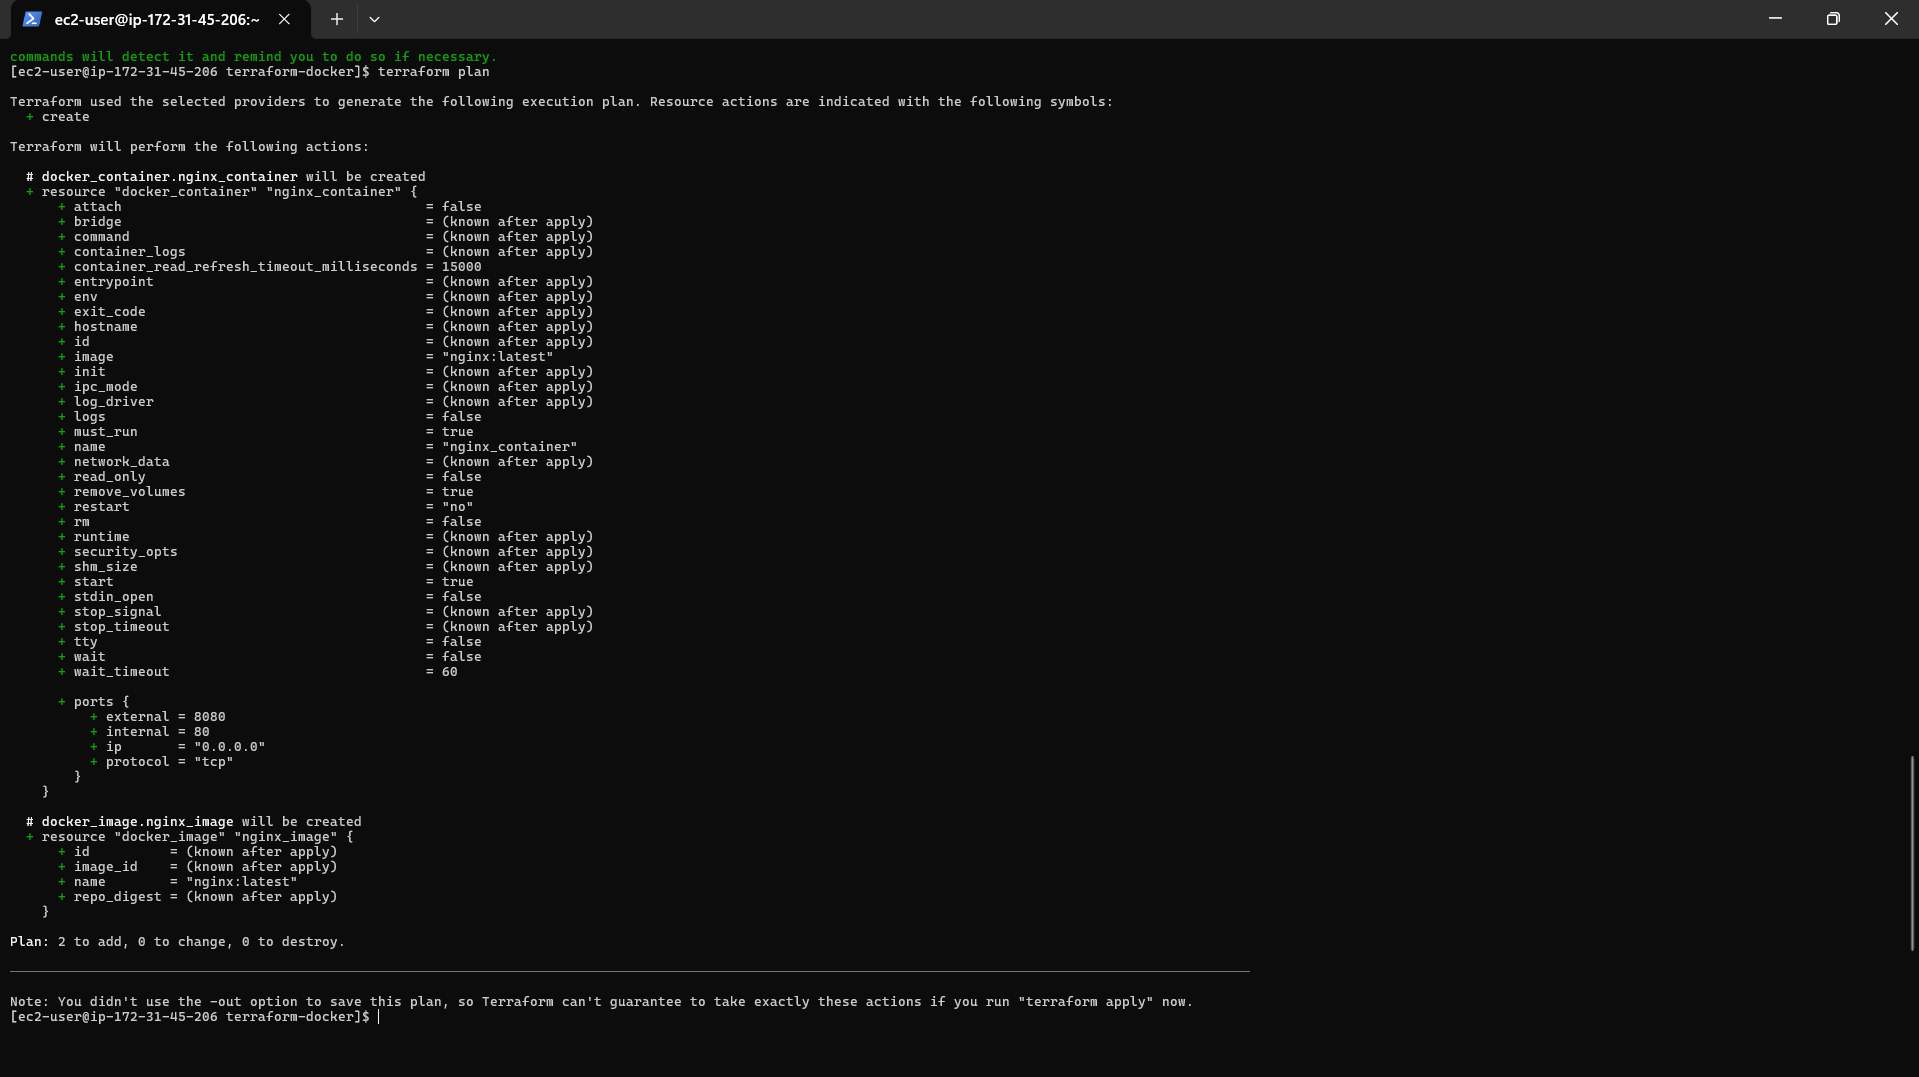 ec2-user@ip-172-31-45-206:~
commands will detect it and remind you to do so if necessary.
[ec2-user@ip-172-31-45-206 terraform-docker]$ terraform plan
Terraform used the selected providers to generate the following execution plan. Resource actions are indicated with the following symbols:
  + create
Terraform will perform the following actions:
  # docker_container.nginx_container will be created
  + resource "docker_container" "nginx_container" {
      + attach                                      = false
      + bridge                                      = (known after apply)
      + command                                     = (known after apply)
      + container_logs                              = (known after apply)
      + container_read_refresh_timeout_milliseconds = 15000
      + entrypoint                                  = (known after apply)
      + env                                         = (known after apply)
      + exit_code                                   = (known after apply)
      + hostname                                    = (known after apply)
      + id                                          = (known after apply)
      + image                                       = "nginx:latest"
      + init                                        = (known after apply)
      + ipc_mode                                    = (known after apply)
      + log_driver                                  = (known after apply)
      + logs                                        = false
      + must_run                                    = true
      + name                                        = "nginx_container"
      + network_data                                = (known after apply)
      + read_only                                   = false
      + remove_volumes                              = true
      + restart                                     = "no"
      + rm                                          = false
      + runtime                                     = (known after apply)
      + security_opts                               = (known after apply)
      + shm_size                                    = (known after apply)
      + start                                       = true
      + stdin_open                                  = false
      + stop_signal                                 = (known after apply)
      + stop_timeout                                = (known after apply)
      + tty                                         = false
      + wait                                        = false
      + wait_timeout                                = 60
      + ports {
          + external = 8080
          + internal = 80
          + ip       = "0.0.0.0"
          + protocol = "tcp"
        }
    }
  # docker_image.nginx_image will be created
  + resource "docker_image" "nginx_image" {
      + id          = (known after apply)
      + image_id    = (known after apply)
      + name        = "nginx:latest"
      + repo_digest = (known after apply)
    }
Plan: 2 to add, 0 to change, 0 to destroy.
Note: You didn't use the -out option to save this plan, so Terraform can't guarantee to take exactly these actions if you run "terraform apply" now.
[ec2-user@ip-172-31-45-206 terraform-docker]$